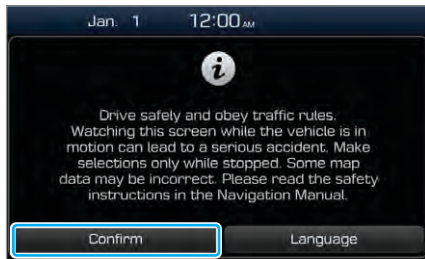 Jan. 1 12:00 AM
i
Drive safely and obey traffic rules.
Watching this screen while the vehicle is in
motion can lead to a serious accident. Make
selections only while stopped. Some map
data may be incorrect. Please read the safety
instructions in the Navigation Manual.
Confirm Language